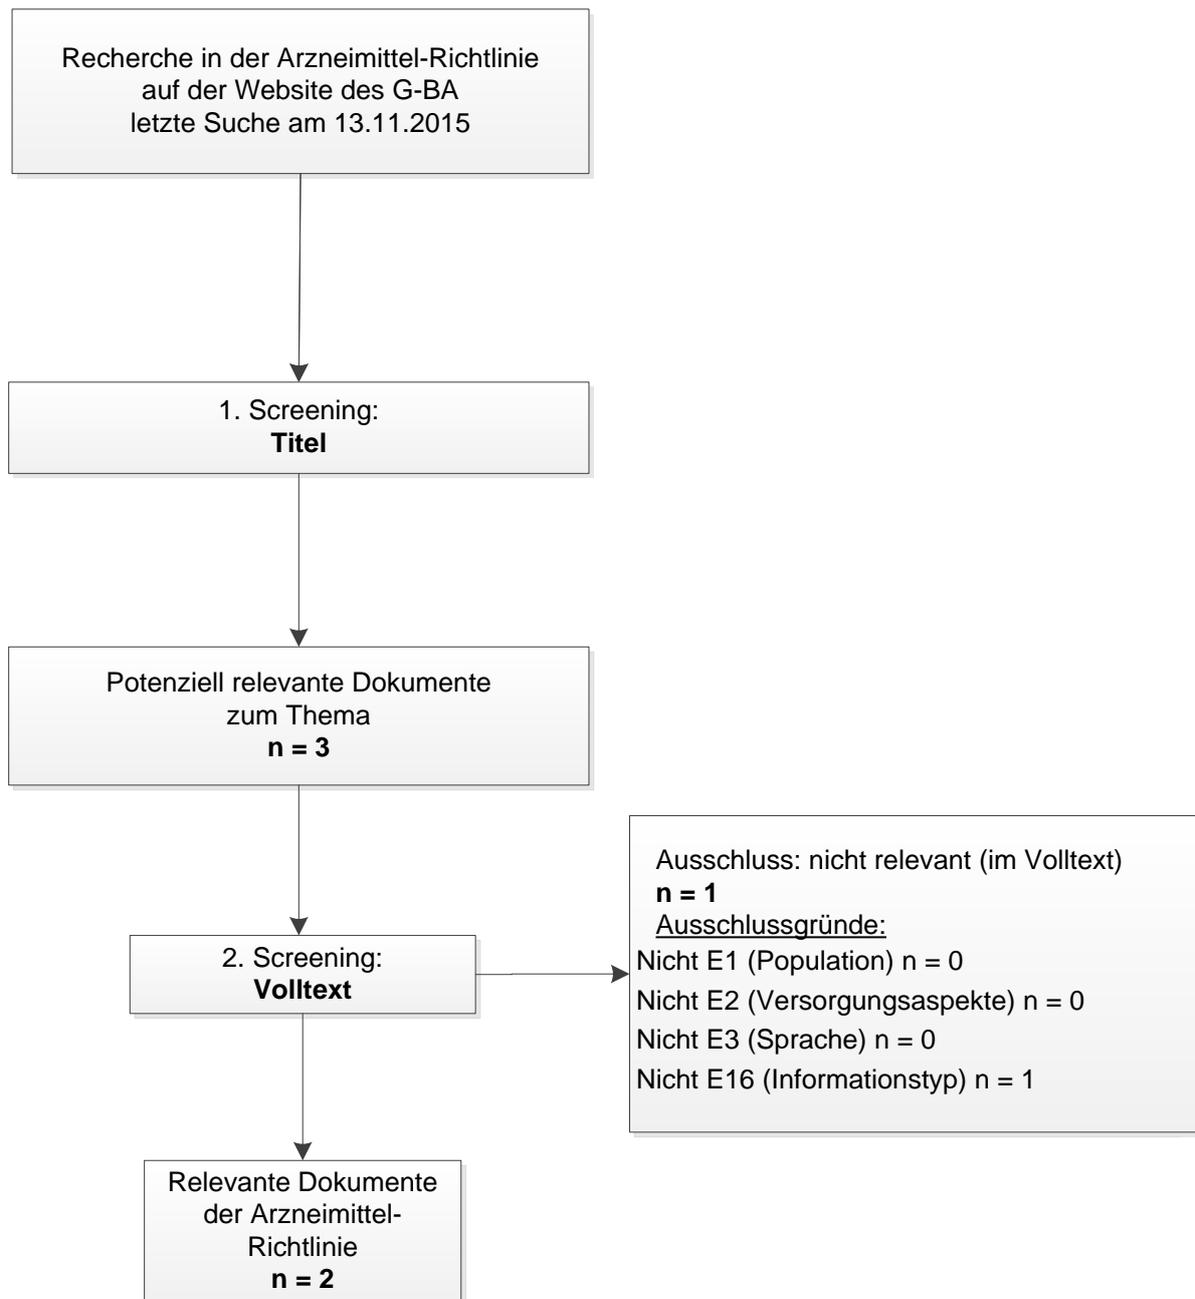 Recherche in der Arzneimittel-Richtlinie
auf der Website des G-BA
letzte Suche am 13.11.2015
1. Screening:
Titel
Potenziell relevante Dokumente
zum Thema
n = 3
2. Screening:
Volltext
Ausschluss: nicht relevant (im Volltext)
n = 1
Ausschlussgründe:
Nicht E1 (Population) n = 0
Nicht E2 (Versorgungsaspekte) n = 0
Nicht E3 (Sprache) n = 0
Nicht E16 (Informationstyp) n = 1
Relevante Dokumente
der Arzneimittel-
Richtlinie
n = 2